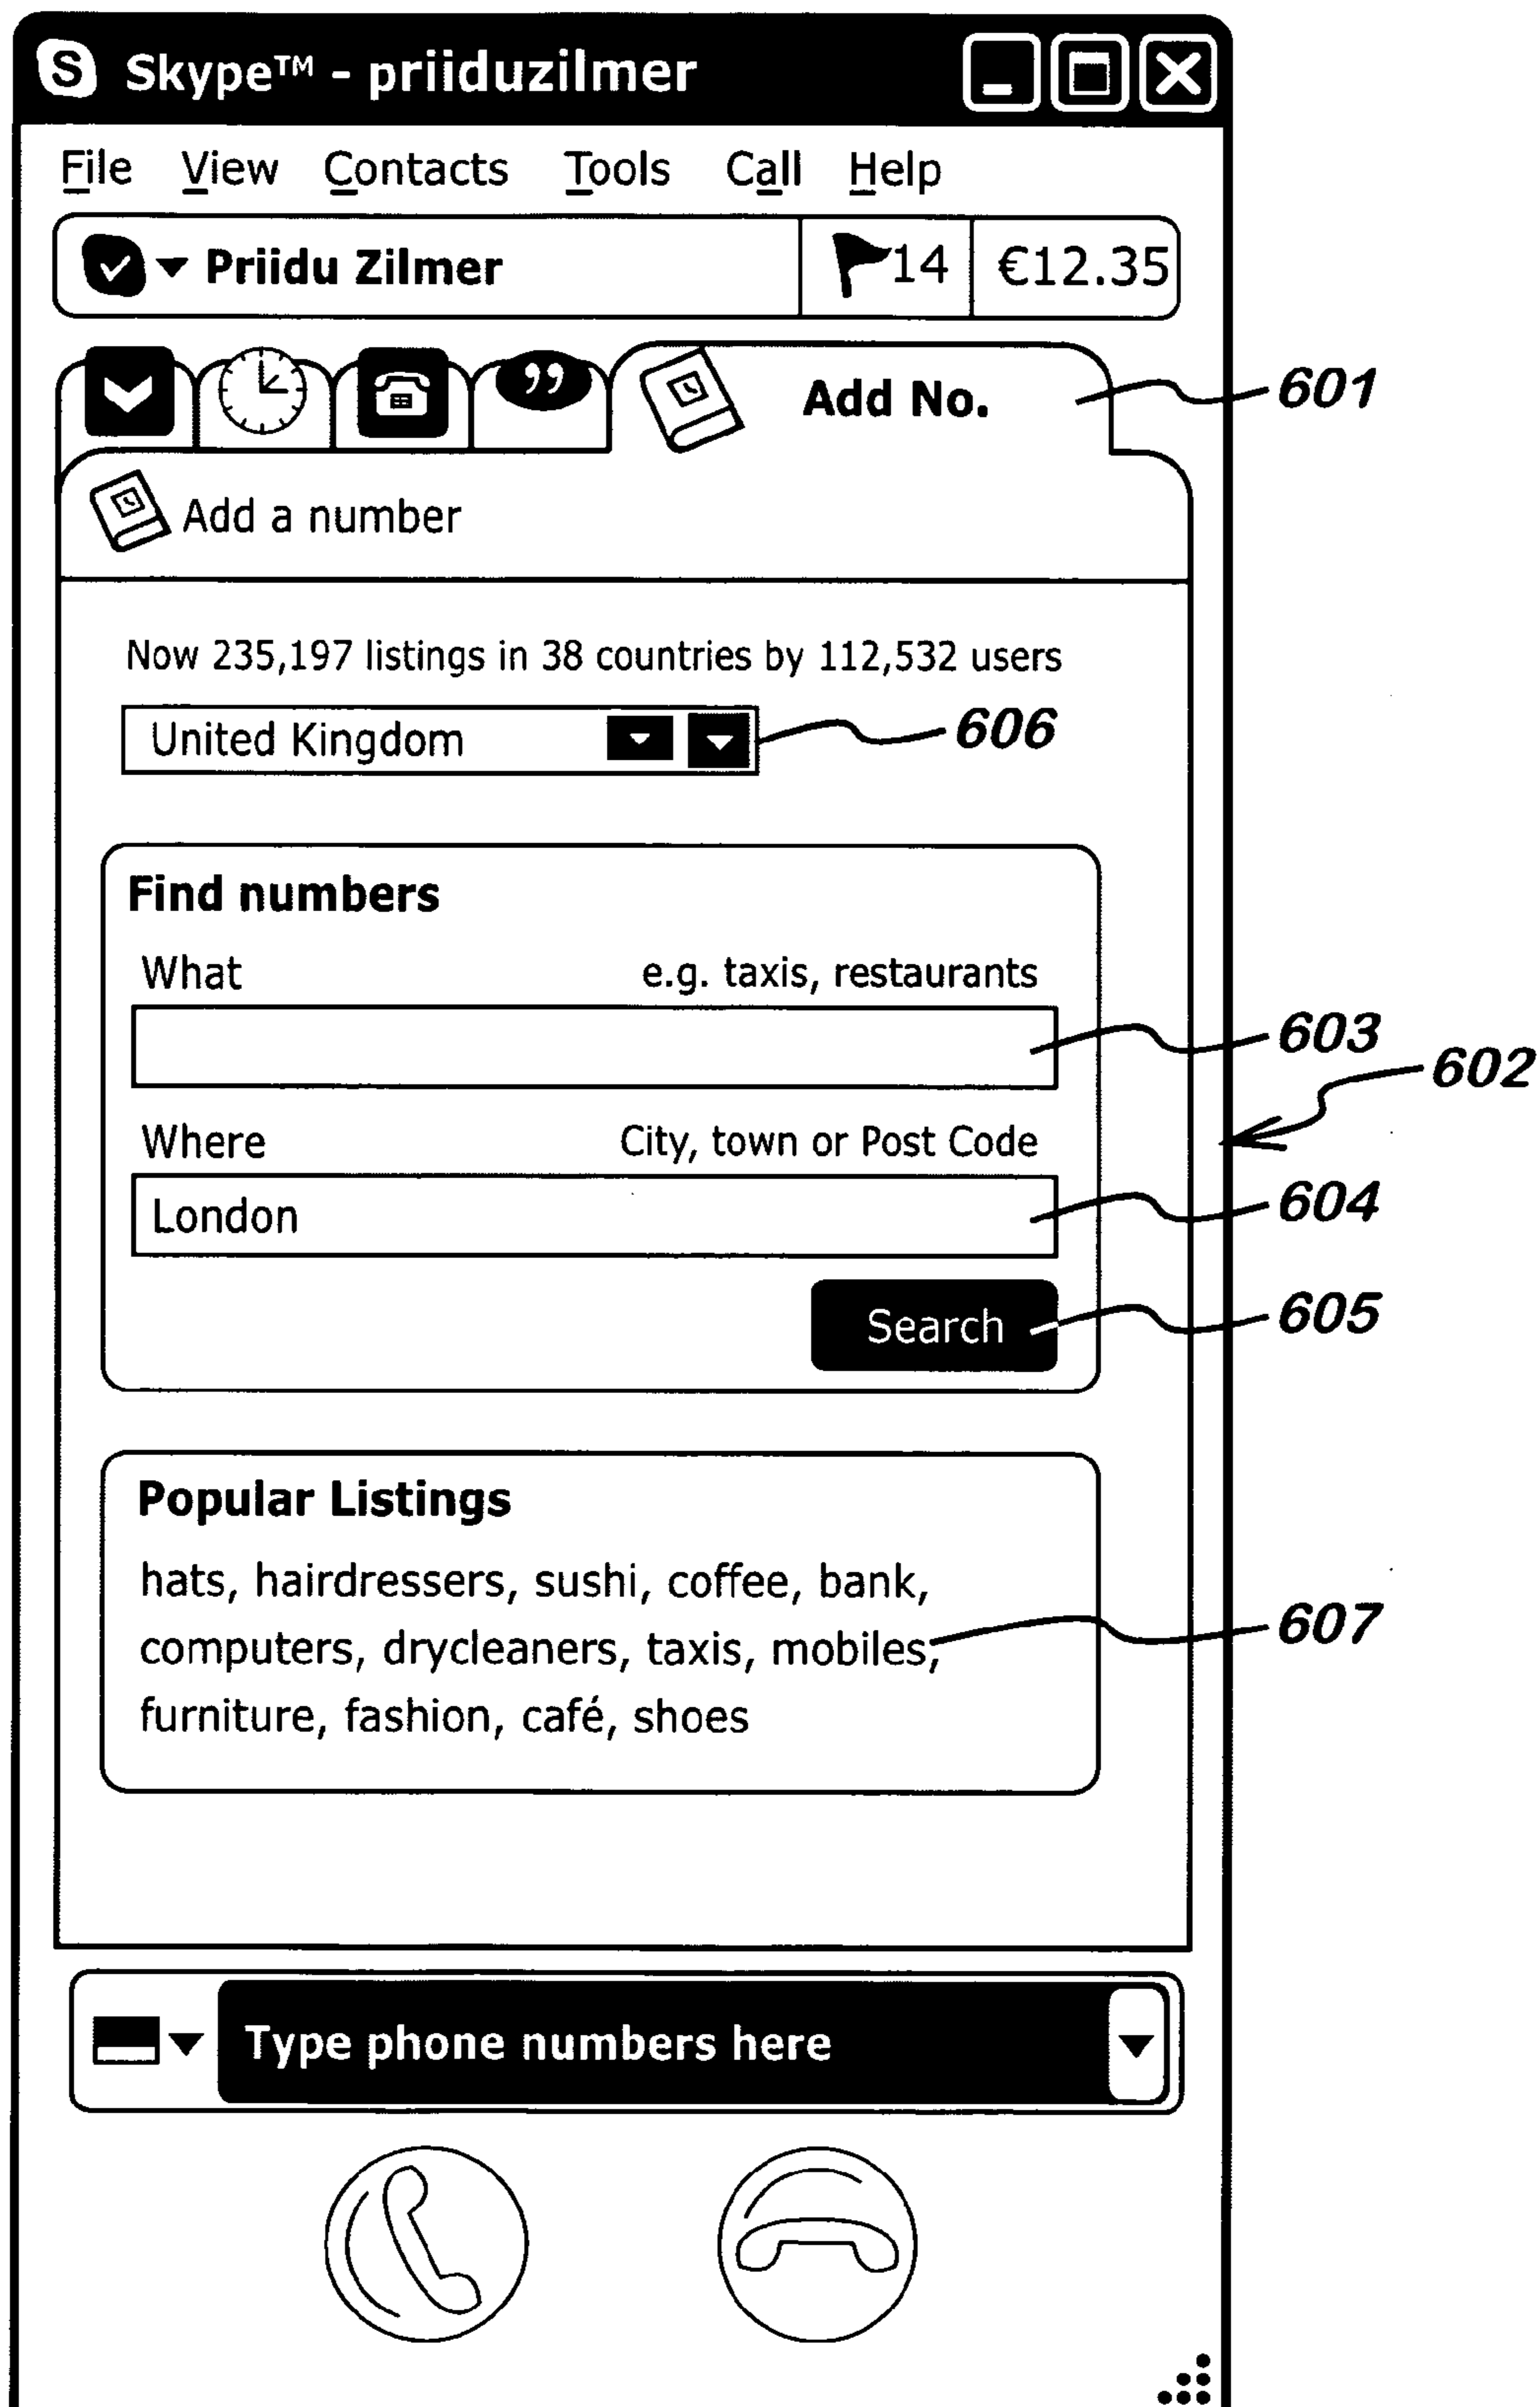 S Skype™ - priiduzilmer
File View Contacts Tools Call Help
Priidu Zilmer 14 €12.35
Add No. 601
Add a number
Now 235,197 listings in 38 countries by 112,532 users
United Kingdom 606
Find numbers
What e.g. taxis, restaurants
603
602
Where City, town or Post Code
London 604
Search 605
Popular Listings
hats, hairdressers, sushi, coffee, bank,
computers, drycleaners, taxis, mobiles, 607
furniture, fashion, café, shoes
Type phone numbers here